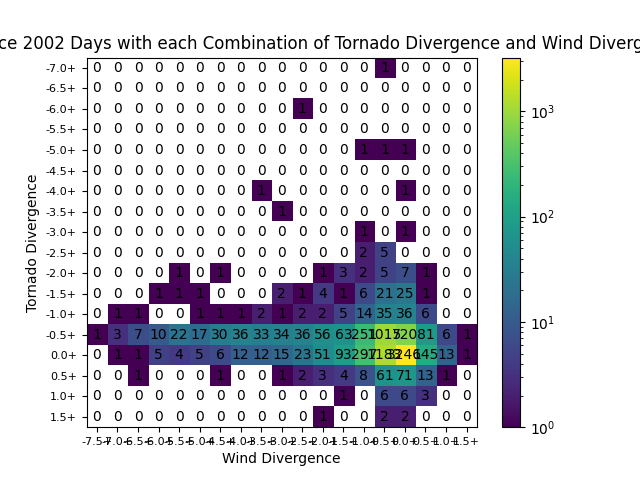 ce 2002 Days with each Combination of Tornado Divergence and Wind Diverg
-7.0+ 0 0 0 0 0 0 0 0 0 0 0 0 0 0 1 0 0 0 0
-6.5+ 0 0 0 0 0 0 0 0 0 0 0 0 0 0 0 0 0 0 0
-6.0+ 0 0 0 0 0 0 0 0 0 0 1 0 0 0 0 0 0 0 0
-5.5+ 0 0 0 0 0 0 0 0 0 0 0 0 0 0 0 0 0 0 0
-5.0+ 0 0 0 0 0 0 0 0 0 0 0 0 0 1 1 1 0 0 0
-4.5+ 0 0 0 0 0 0 0 0 0 0 0 0 0 0 0 0 0 0 0
-4.0+ 0 0 0 0 0 0 0 0 1 0 0 0 0 0 0 1 0 0 0
-3.5+ 0 0 0 0 0 0 0 0 0 1 0 0 0 0 0 0 0 0 0
-3.0+ 0 0 0 0 0 0 0 0 0 0 0 0 0 1 0 1 0 0 0
-2.5+ 0 0 0 0 0 0 0 0 0 0 0 0 0 2 5 0 0 0 0
-2.0+ 0 0 0 0 1 0 1 0 0 0 0 1 3 2 5 7 1 0 0
-1.5+ 0 0 0 1 1 1 0 0 0 2 1 4 1 6 21 25 1 0 0
-1.0+ 0 1 1 0 0 1 1 1 2 1 2 2 5 14 35 36 6 0 0
-0.5+ 1 3 7 10 22 17 30 36 33 34 36 56 63 251 1015 81 6 1
0.0+ 0 1 1 5 4 5 6 12 12 15 23 51 93 297 3246 645 13 1
0.5+ 0 0 1 0 0 0 1 0 0 1 2 3 4 8 61 71 13 1 0
1.0+ 0 0 0 0 0 0 0 0 0 0 0 0 1 0 6 6 3 0 0
1.5+ 0 0 0 0 0 0 0 0 0 0 0 1 0 0 2 2 0 0 0
-7.5+ -7.0+ -6.5+ -6.0+ -5.5+ -5.0+ -4.5+ -4.0+ -3.5+ -3.0+ -2.5+ -2.0+ -1.5+ -1.0+ -0.5+ 0.0+ 0.5+ 1.0+ 1.5+
Wind Divergence
Tornado Divergence
10³
10²
10¹
10⁰